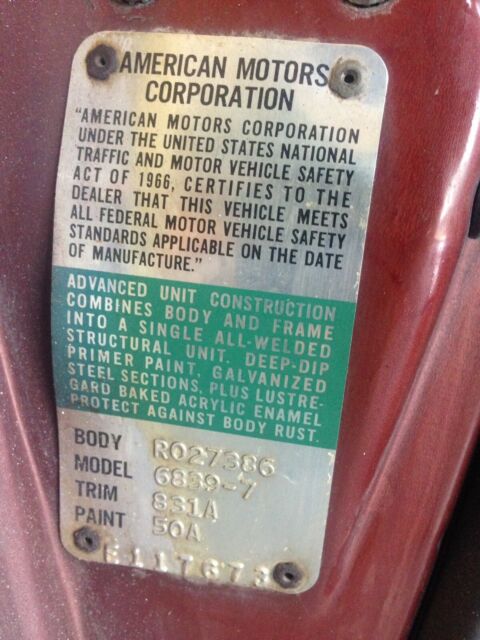 AMERICAN MOTORS
CORPORATION
"AMERICAN MOTORS CORPORATION
UNDER THE UNITED STATES NATIONAL
TRAFFIC AND MOTOR VEHICLE SAFETY
ACT OF 1966, CERTIFIES TO THE
DEALER THAT THIS VEHICLE MEETS
ALL FEDERAL MOTOR VEHICLE SAFETY
STANDARDS APPLICABLE ON THE DATE
OF MANUFACTURE."
ADVANCED UNIT CONSTRUCTION
COMBINES BODY AND FRAME
INTO A SINGLE ALL-WELDED
STRUCTURAL UNIT. DEEP-DIP
PRIMER PAINT, GALVANIZED
STEEL SECTIONS, PLUS LUSTRE-
GARD BAKED ACRYLIC ENAMEL
PROTECT AGAINST BODY RUST.
BODY R027386
MODEL 6839-7
TRIM 831A
PAINT 50A